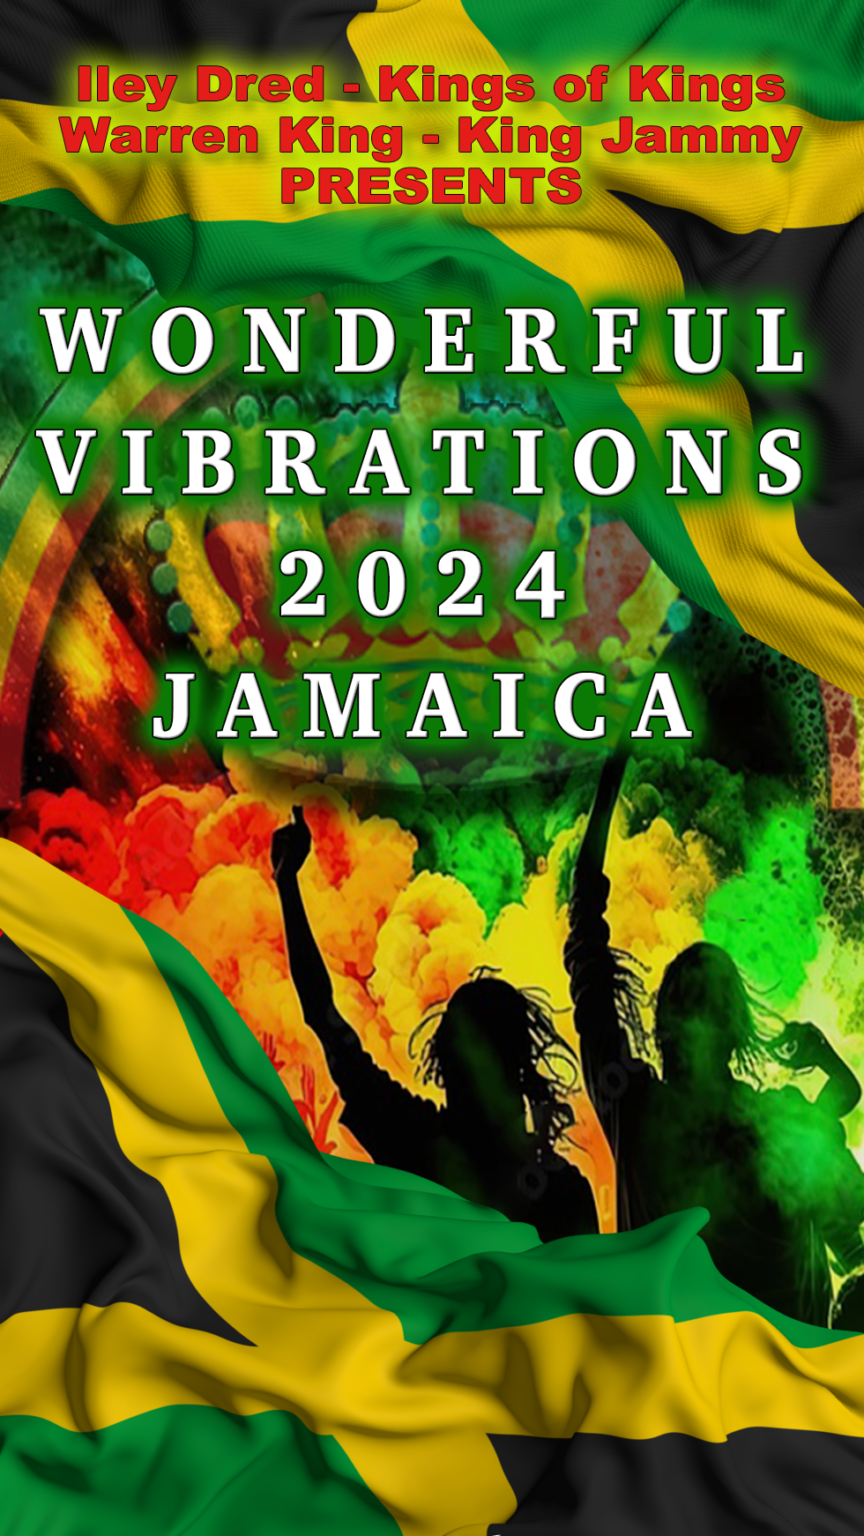 Iley Dred - Kings of Kings
Warren King - King Jammy
PRESENTS
WONDERFUL
VIBRATIONS
2024
JAMAICA